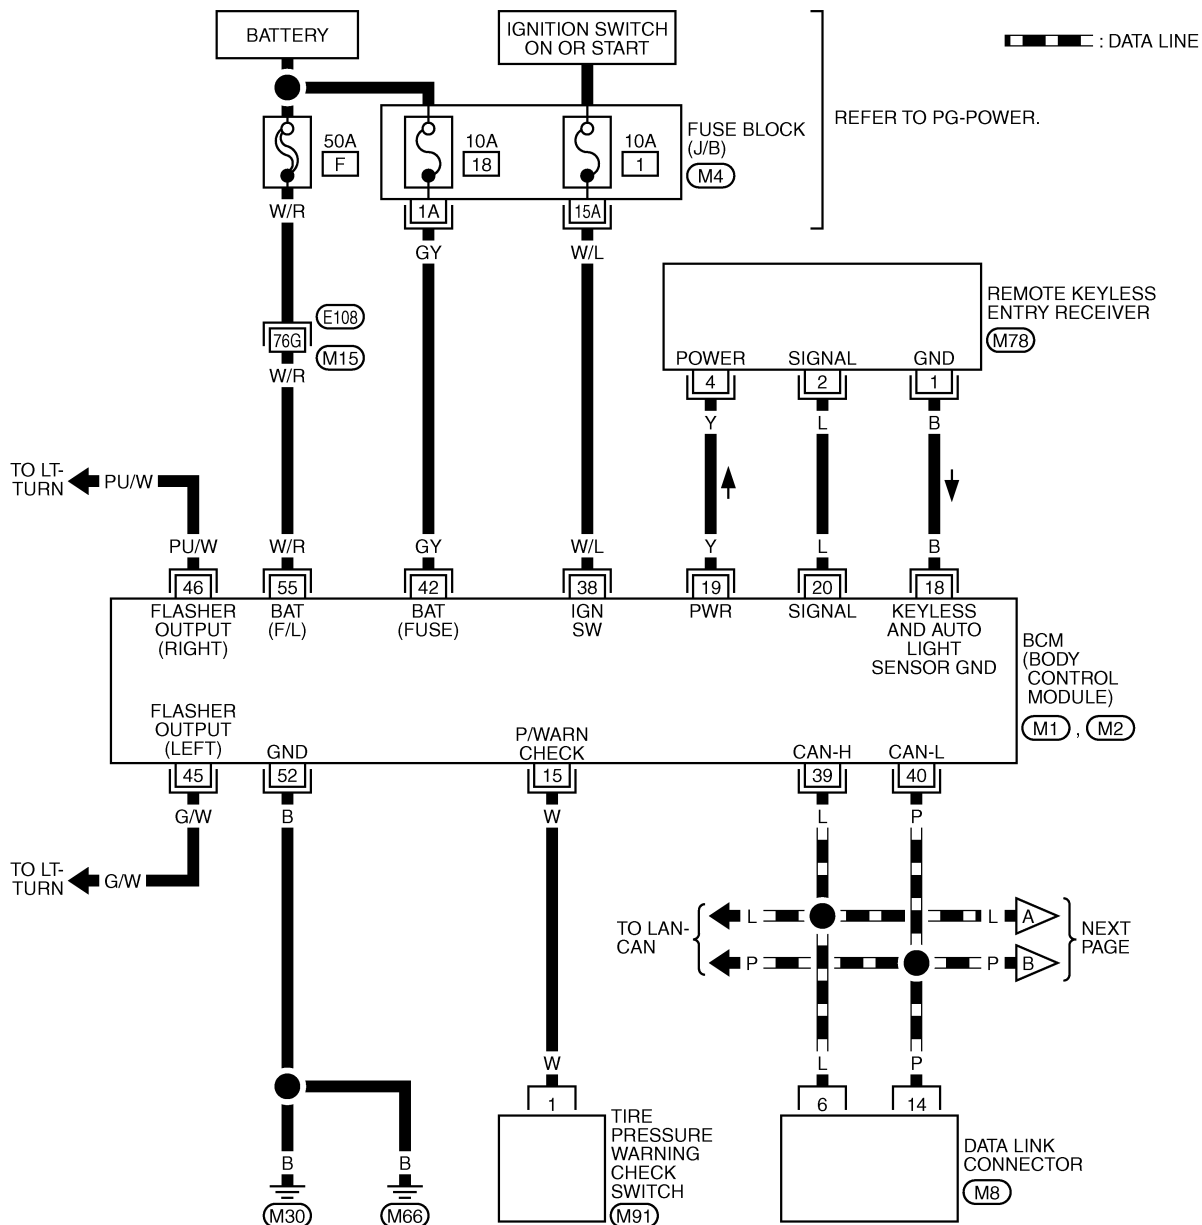 BATTERY
IGNITION SWITCH
ON OR START
: DATA LINE
REFER TO PG-POWER.
50A
F
10A
18
10A
1
FUSE BLOCK
(J/B)
M4
W/R
1A
15A
GY
W/L
E108
76G
M15
W/R
REMOTE KEYLESS
ENTRY RECEIVER
M78
POWER
SIGNAL
GND
4
2
1
Y
L
B
TO LT-
TURN
PU/W
PU/W
W/R
GY
W/L
Y
L
B
46
55
42
38
19
20
18
FLASHER
OUTPUT
(RIGHT)
BAT
(F/L)
BAT
(FUSE)
IGN
SW
PWR
SIGNAL
KEYLESS
AND AUTO
LIGHT
SENSOR GND
BCM
(BODY
CONTROL
MODULE)
M1 , M2
FLASHER
OUTPUT
(LEFT)
GND
P/WARN
CHECK
CAN-H
CAN-L
45
52
15
39
40
G/W
B
W
L
P
TO LT-
TURN
G/W
TO LAN-
CAN
L
L
A
P
P
B
NEXT
PAGE
W
L
P
1
6
14
B
B
M30
M66
TIRE
PRESSURE
WARNING
CHECK
SWITCH
M91
DATA LINK
CONNECTOR
M8